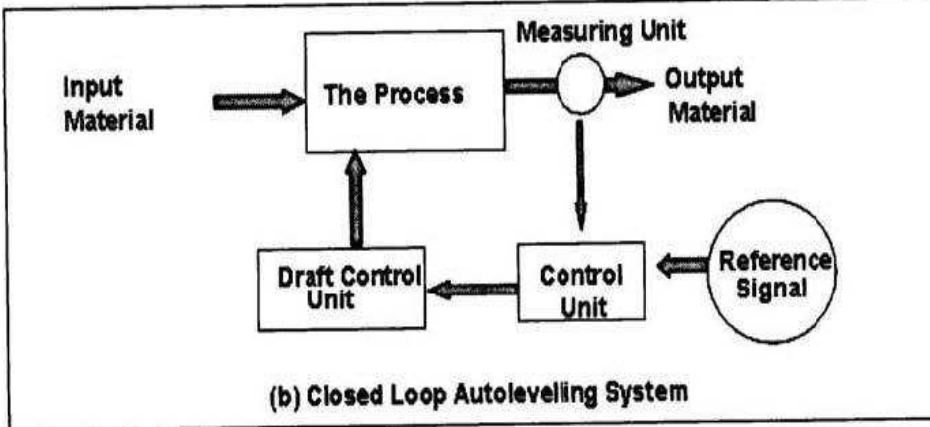 Measuring Unit
Input
Material
The Process
Output
Material
Draft Control
Unit
Control
Unit
Reference
Signal
(b) Closed Loop Autolevelling System